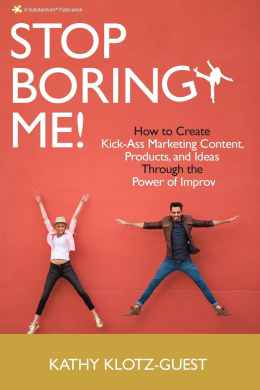 A Substantium® Publication
STOP
BORING
ME!
How to Create
Kick-Ass Marketing Content,
Products, and Ideas
Through the
Power of Improv
KATHY KLOTZ-GUEST